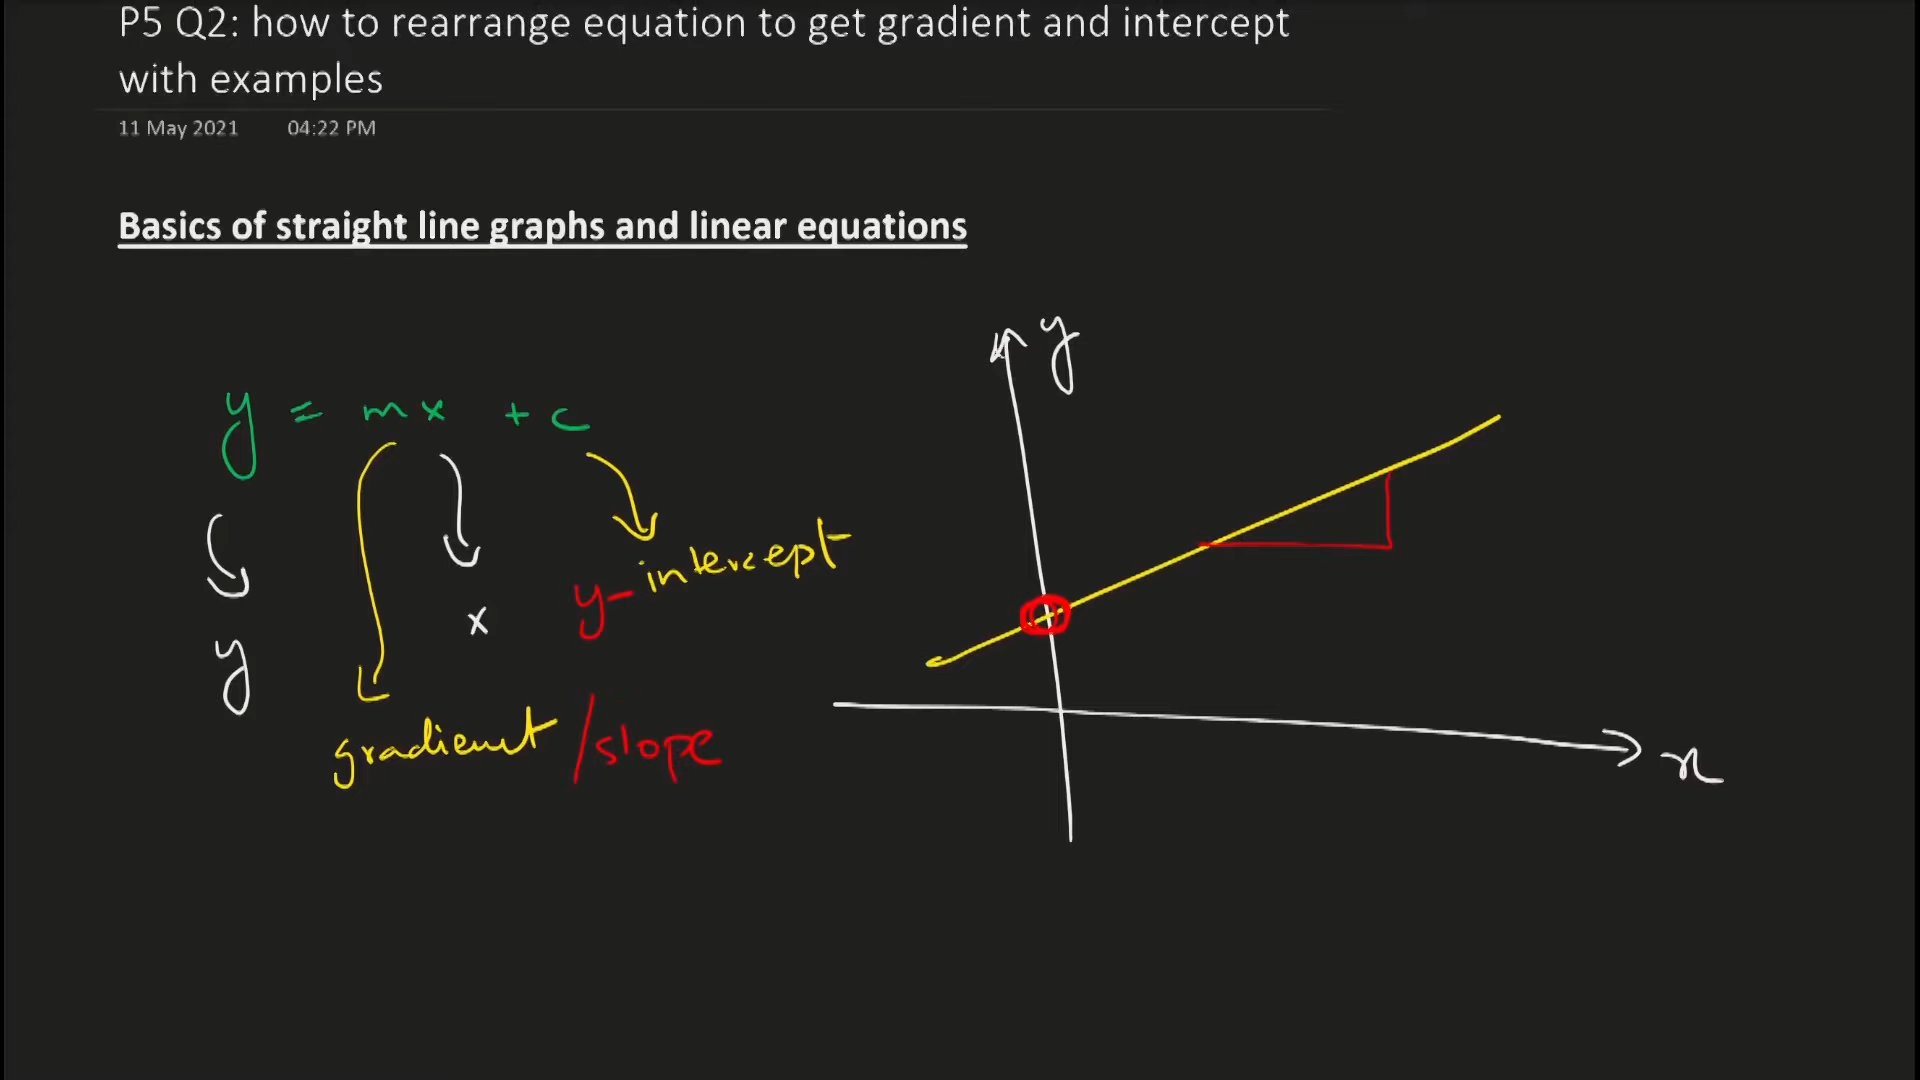 P5 Q2: how to rearrange equation to get gradient and intercept
with examples
11 May 2021 04:22 PM
Basics of straight line graphs and linear equations
y = mx + c
y
x
y-intercept
gradient /slope
y
x